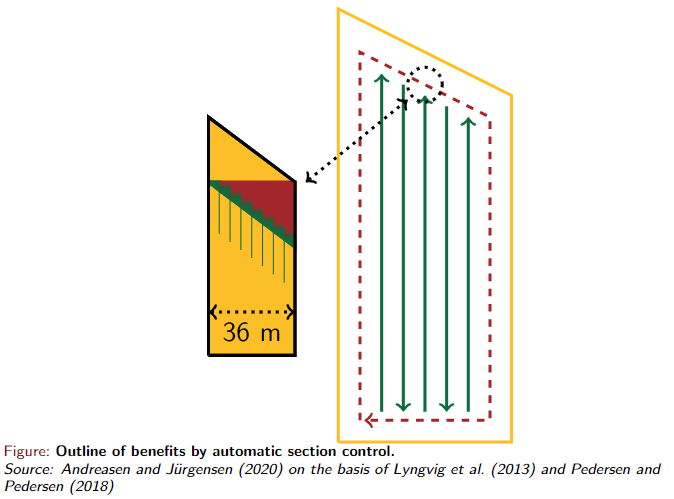 36 m
Figure: Outline of benefits by automatic section control.
Source: Andreasen and Jürgensen (2020) on the basis of Lyngvig et al. (2013) and Pedersen and
Pedersen (2018)